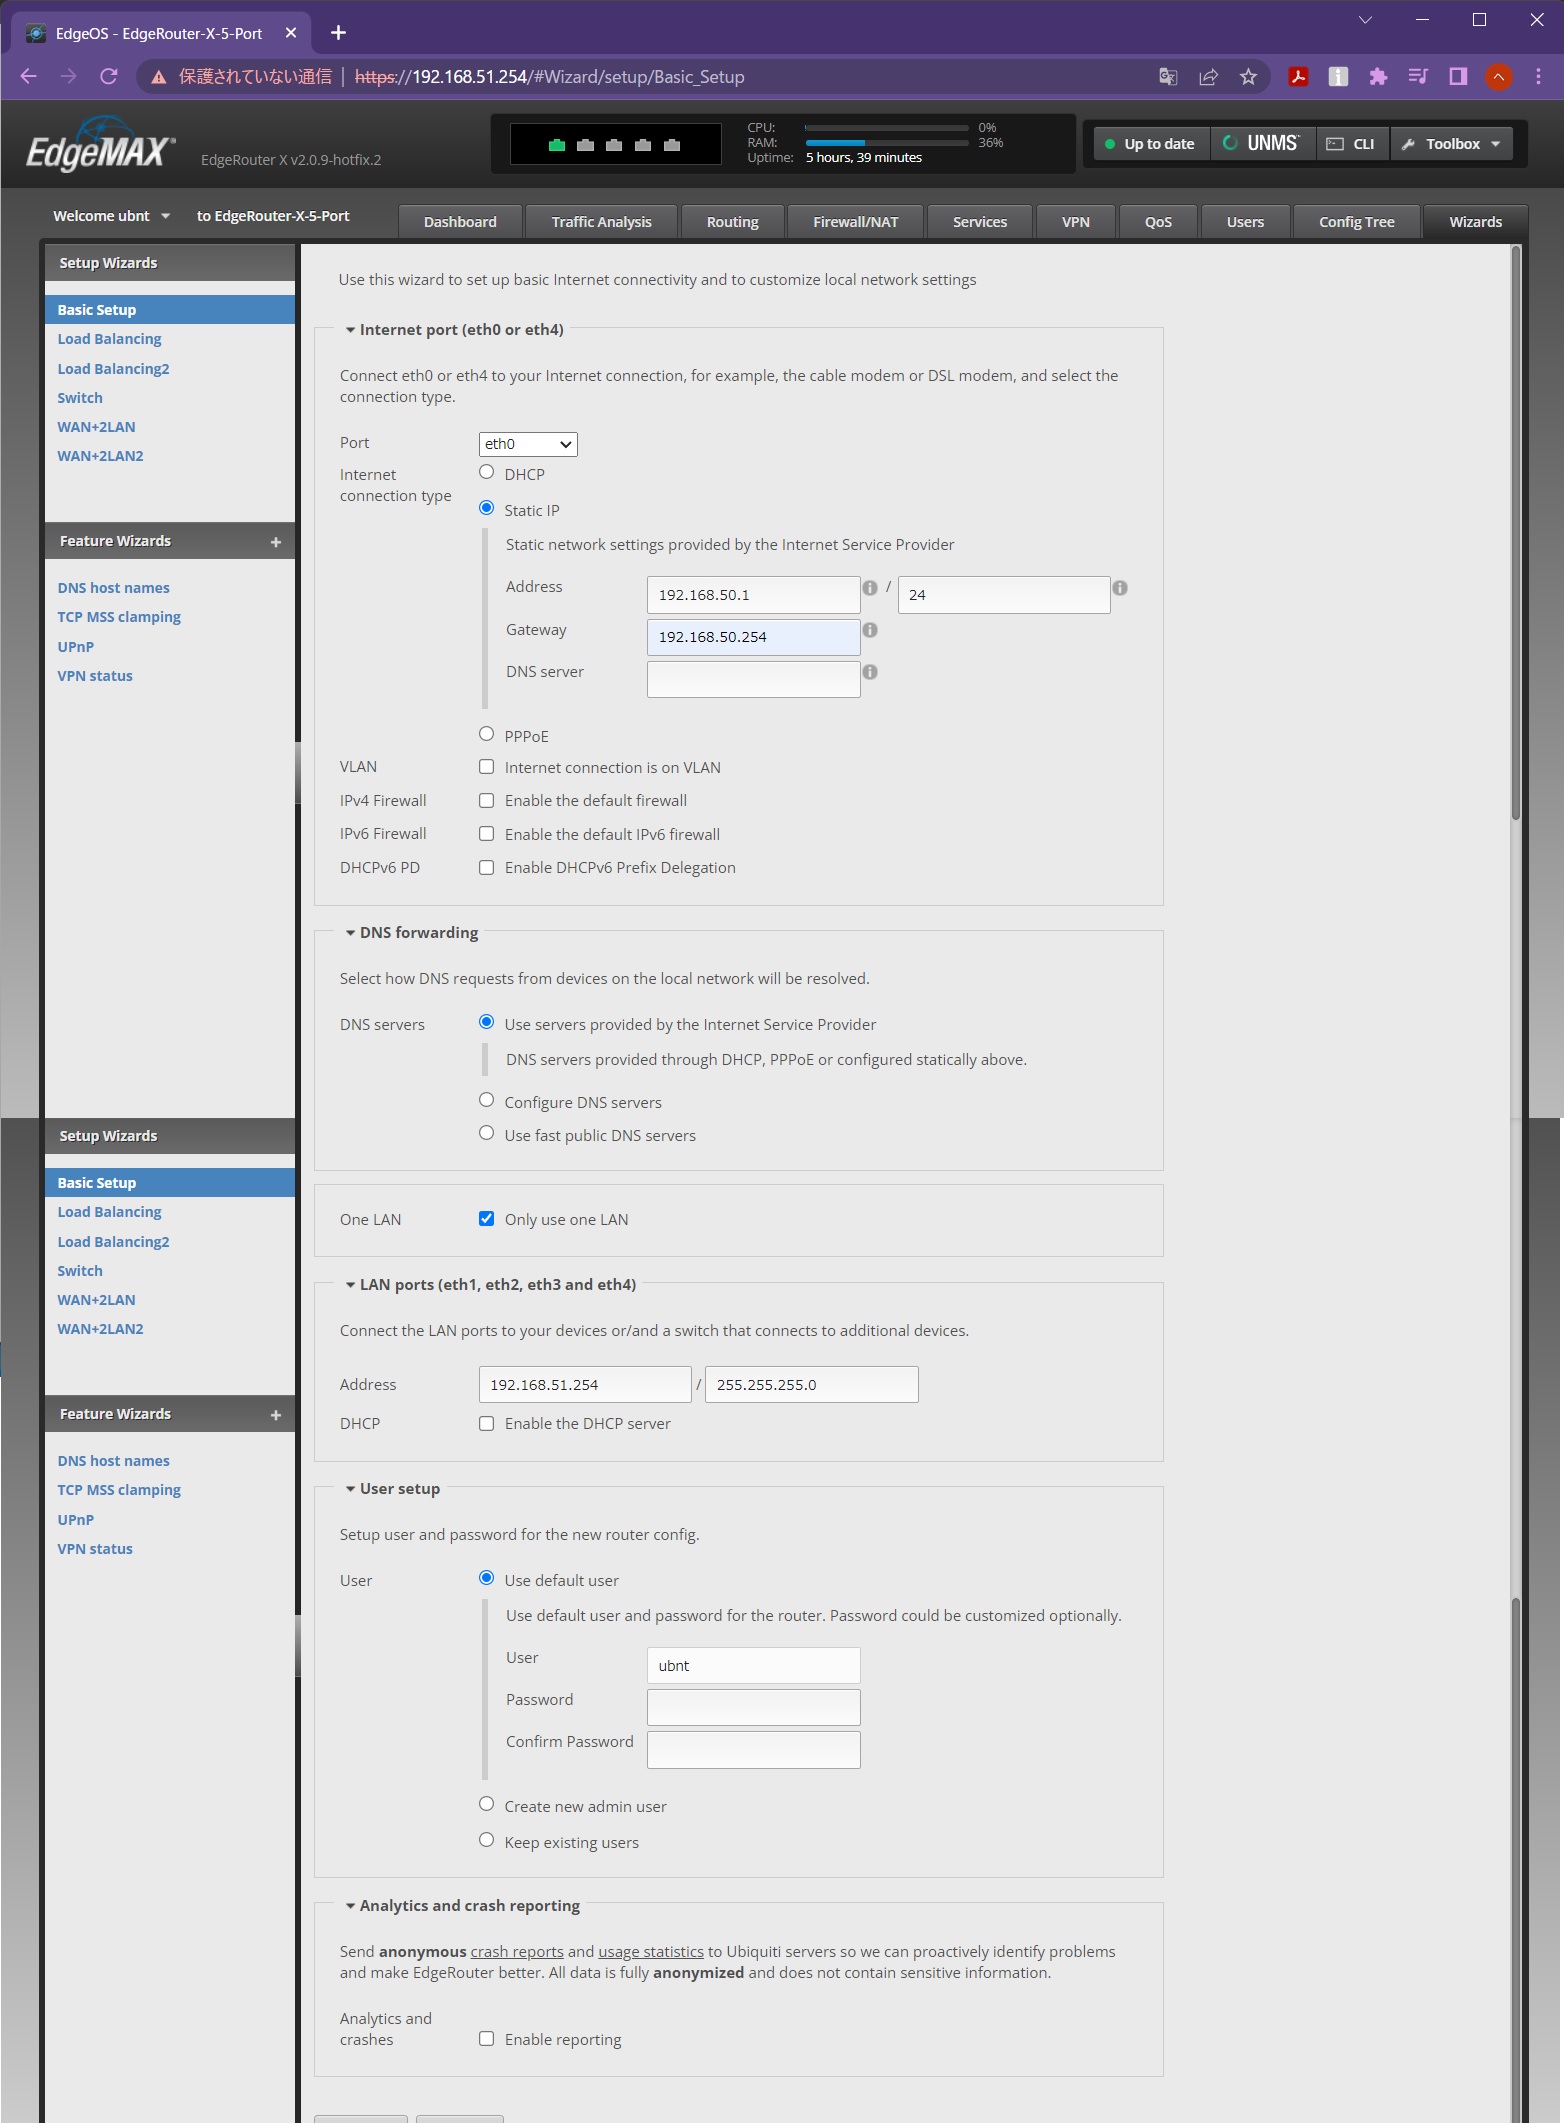 EdgeOS - EdgeRouter-X-5-Port
保護されていない通信 | https://192.168.51.254/#Wizard/setup/Basic_Setup
EdgeMAX
EdgeRouter X v2.0.9-hotfix.2
CPU: 0%
RAM: 36%
Uptime: 5 hours, 39 minutes
Up to date
UNMS
CLI
Toolbox
Welcome ubnt
to EdgeRouter-X-5-Port
Dashboard
Traffic Analysis
Routing
Firewall/NAT
Services
VPN
QoS
Users
Config Tree
Wizards
Setup Wizards
Basic Setup
Load Balancing
Load Balancing2
Switch
WAN+2LAN
WAN+2LAN2
Feature Wizards +
DNS host names
TCP MSS clamping
UPnP
VPN status
Use this wizard to set up basic Internet connectivity and to customize local network settings
Internet port (eth0 or eth4)
Connect eth0 or eth4 to your Internet connection, for example, the cable modem or DSL modem, and select the
connection type.
Port eth0
Internet
connection type
DHCP
Static IP
Static network settings provided by the Internet Service Provider
Address 192.168.50.1 / 24
Gateway 192.168.50.254
DNS server
PPPoE
VLAN Internet connection is on VLAN
IPv4 Firewall Enable the default firewall
IPv6 Firewall Enable the default IPv6 firewall
DHCPv6 PD Enable DHCPv6 Prefix Delegation
DNS forwarding
Select how DNS requests from devices on the local network will be resolved.
DNS servers Use servers provided by the Internet Service Provider
DNS servers provided through DHCP, PPPoE or configured statically above.
Configure DNS servers
Use fast public DNS servers
Setup Wizards
Basic Setup
Load Balancing
Load Balancing2
Switch
WAN+2LAN
WAN+2LAN2
Feature Wizards +
DNS host names
TCP MSS clamping
UPnP
VPN status
One LAN Only use one LAN
LAN ports (eth1, eth2, eth3 and eth4)
Connect the LAN ports to your devices or/and a switch that connects to additional devices.
Address 192.168.51.254 / 255.255.255.0
DHCP Enable the DHCP server
User setup
Setup user and password for the new router config.
User Use default user
Use default user and password for the router. Password could be customized optionally.
User ubnt
Password
Confirm Password
Create new admin user
Keep existing users
Analytics and crash reporting
Send anonymous crash reports and usage statistics to Ubiquiti servers so we can proactively identify problems
and make EdgeRouter better. All data is fully anonymized and does not contain sensitive information.
Analytics and
crashes
Enable reporting